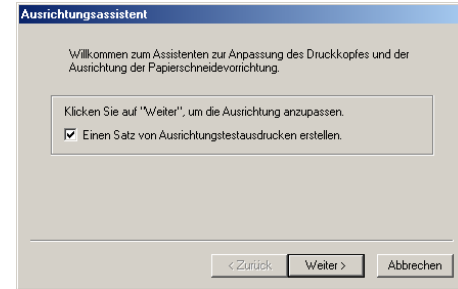 Ausrichtungsassistent
Willkommen zum Assistenten zur Anpassung des Druckkopfes und der
Ausrichtung der Papierschneidevorrichtung.
Klicken Sie auf "Weiter", um die Ausrichtung anzupassen.
Einen Satz von Ausrichtungstestausdrucken erstellen.
< Zurück Weiter > Abbrechen